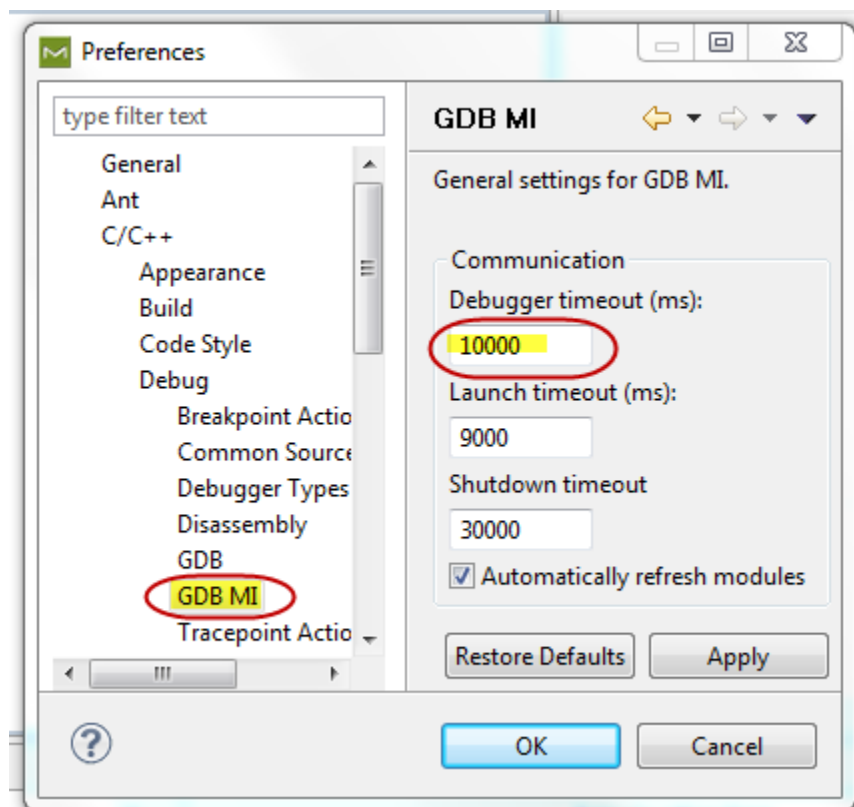 Preferences
type filter text
General
Ant
C/C++
Appearance
Build
Code Style
Debug
Breakpoint Actio
Common Source
Debugger Types
Disassembly
GDB
GDB MI
Tracepoint Actio
GDB MI
General settings for GDB MI.
Communication
Debugger timeout (ms):
10000
Launch timeout (ms):
9000
Shutdown timeout
30000
Automatically refresh modules
Restore Defaults
Apply
?
OK
Cancel